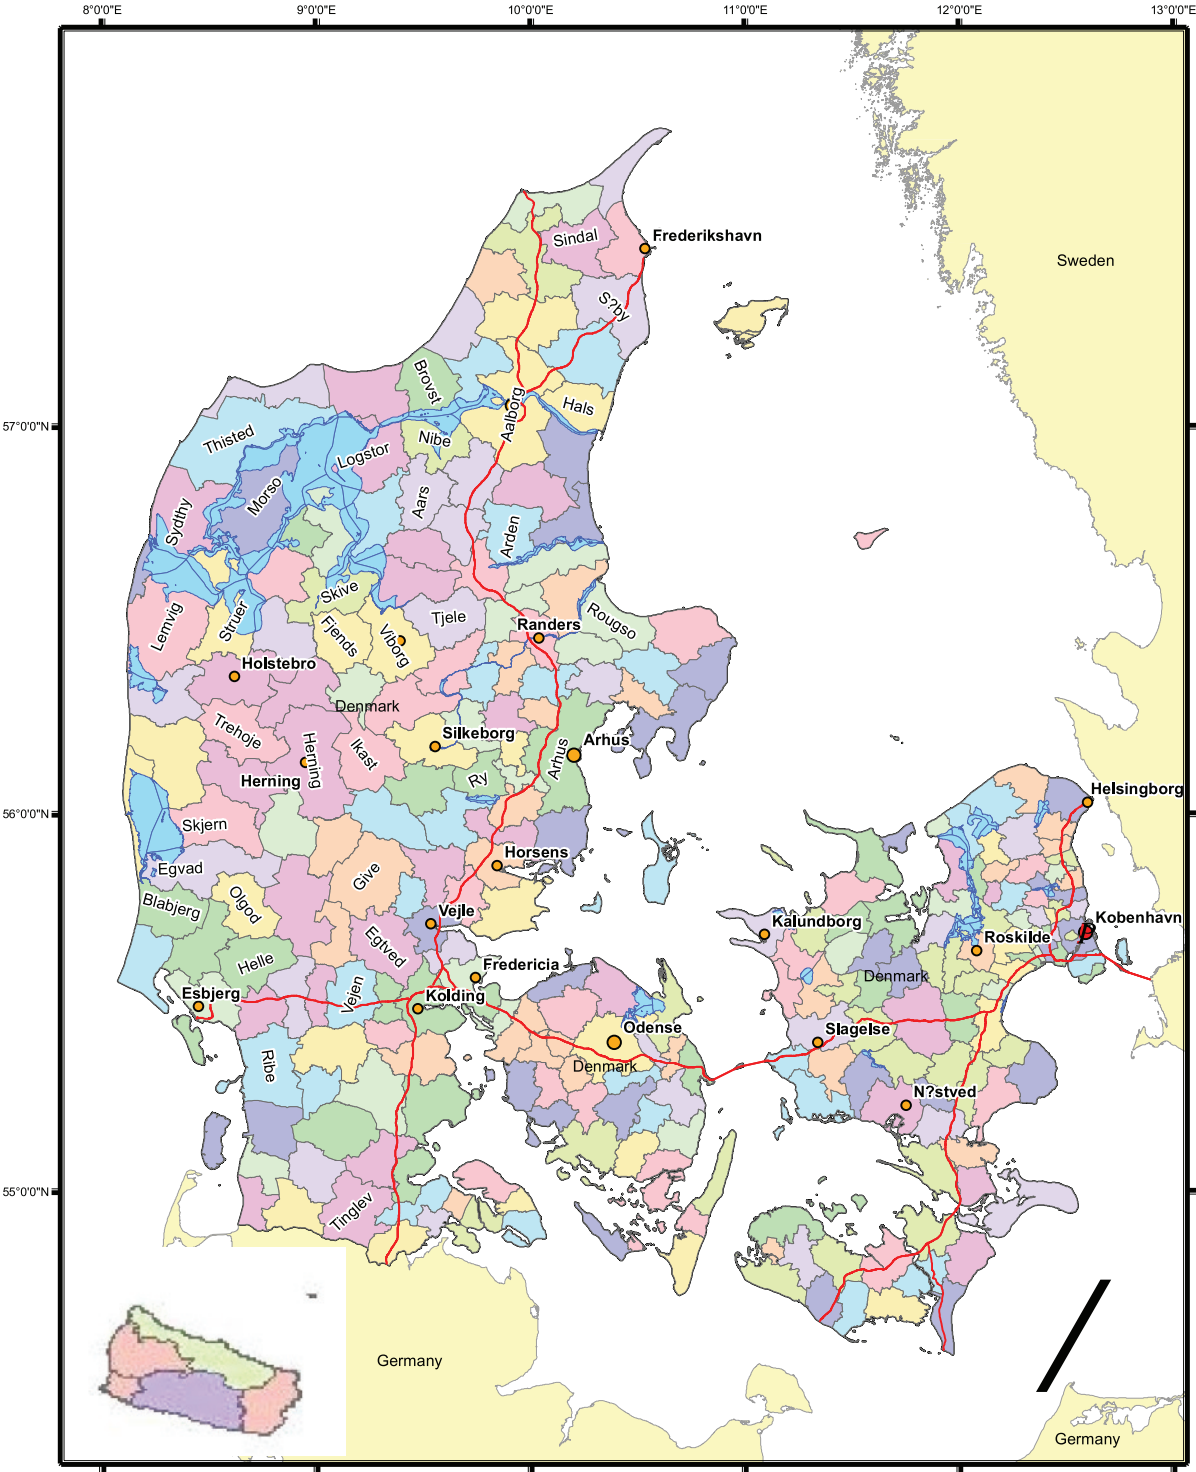 8°0'0"E
9°0'0"E
10°0'0"E
11°0'0"E
12°0'0"E
13°0'0"E
Sindal
Frederikshavn
Sweden
S?by
Brovst
Hals
Aalborg
57°0'0"N
Thisted
Nibe
Logstor
Morso
Aars
Sydthy
Arden
Skive
Rougso
Lemvig
Struer
Tjele
Fjends
Viborg
Randers
Holstebro
Denmark
Trehoje
Herning
Ikast
Silkeborg
Arhus
Arhus
Herning
Ry
Helsingborg
56°0'0"N
Skjern
Horsens
Egvad
Give
Blabjerg
Olgod
Vejle
Kalundborg
Kobenhavn
Roskilde
Egtved
Helle
Fredericia
Denmark
Esbjerg
Vejen
Kolding
Odense
Slagelse
Ribe
Denmark
N?stved
55°0'0"N
Tinglev
Germany
Germany